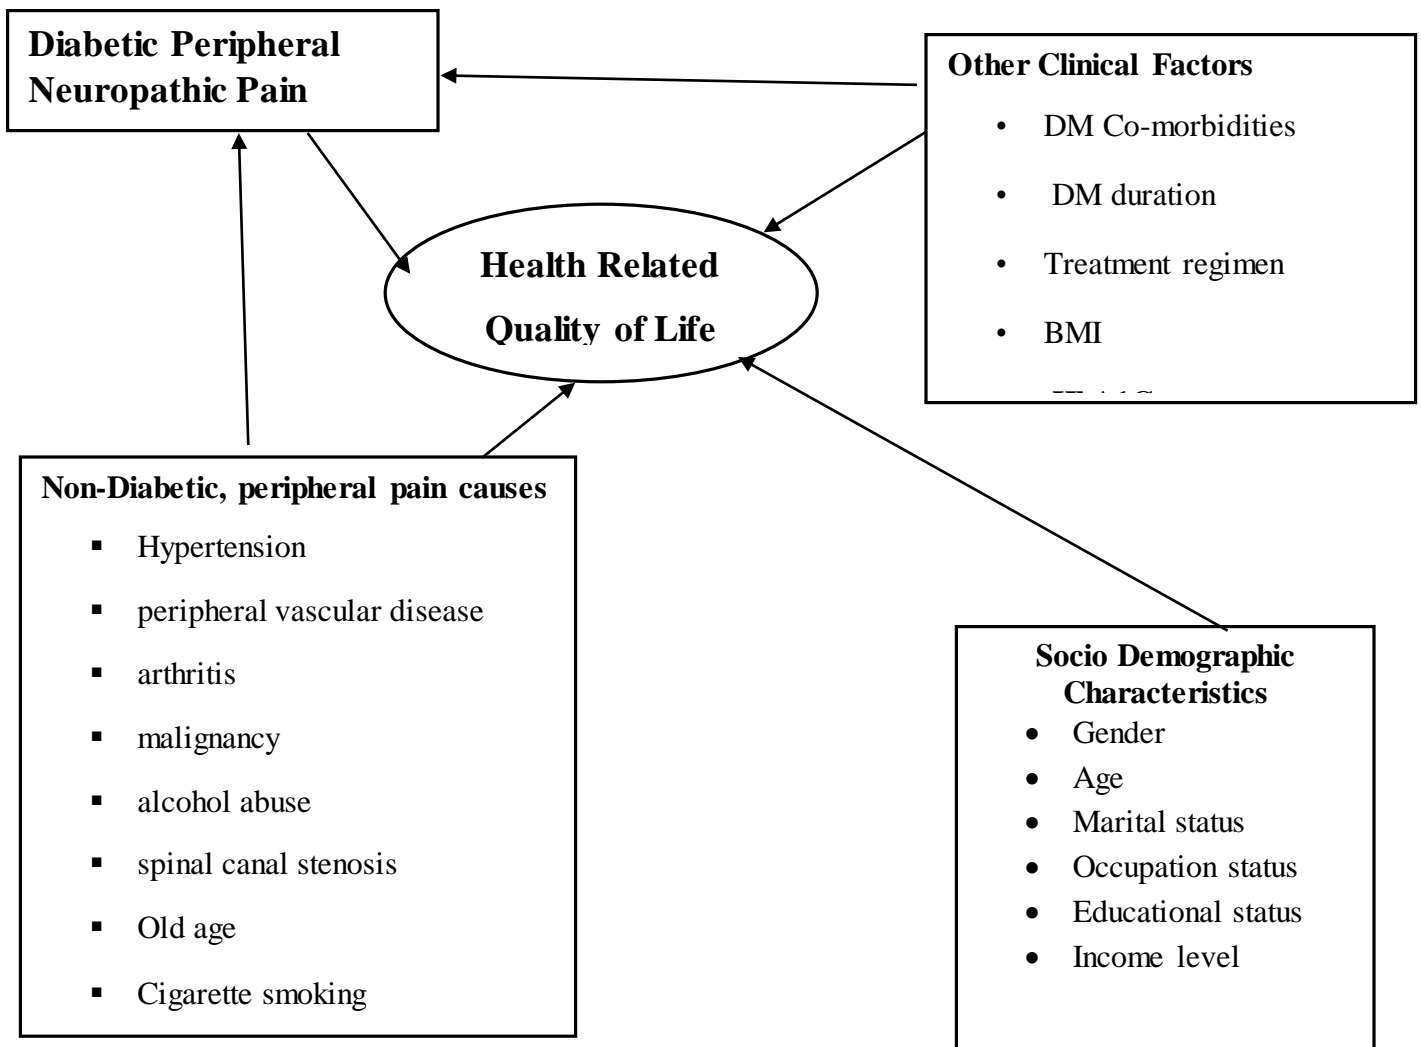 Diabetic Peripheral
Neuropathic Pain
Other Clinical Factors
• DM Co-morbidities
• DM duration
• Treatment regimen
• BMI
Health Related
Quality of Life
Non-Diabetic, peripheral pain causes
▪ Hypertension
▪ peripheral vascular disease
▪ arthritis
▪ malignancy
▪ alcohol abuse
▪ spinal canal stenosis
▪ Old age
▪ Cigarette smoking
Socio Demographic
Characteristics
• Gender
• Age
• Marital status
• Occupation status
• Educational status
• Income level